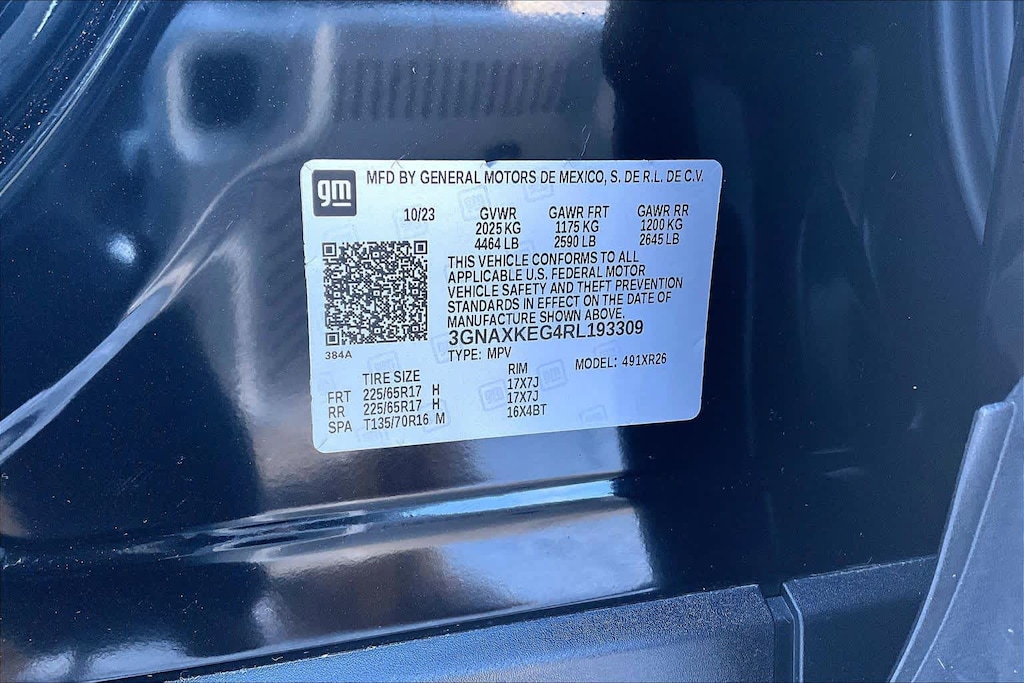 gm
MFD BY GENERAL MOTORS DE MEXICO, S. DE R.L. DE C.V.
10/23 GVWR GAWR FRT GAWR RR
2025 KG 1175 KG 1200 KG
4464 LB 2590 LB 2645 LB
THIS VEHICLE CONFORMS TO ALL
APPLICABLE U.S. FEDERAL MOTOR
VEHICLE SAFETY AND THEFT PREVENTION
STANDARDS IN EFFECT ON THE DATE OF
MANUFACTURE SHOWN ABOVE.
3GNAXKEG4RL193309
384A
TYPE: MPV MODEL: 491XR26
TIRE SIZE RIM
FRT 225/65R17 H 17X7J
RR 225/65R17 H 17X7J
SPA T135/70R16 M 16X4BT